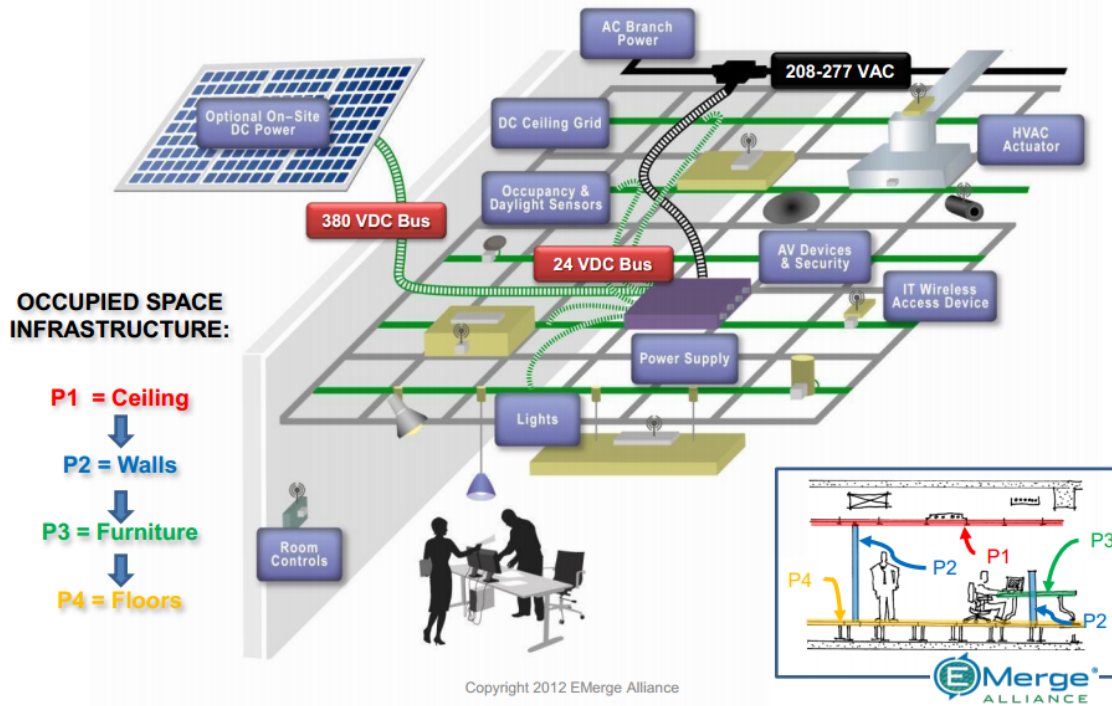 AC Branch
Power
208-277 VAC
Optional On-Site
DC Power
DC Ceiling Grid
HVAC
Actuator
Occupancy &
Daylight Sensors
380 VDC Bus
24 VDC Bus
AV Devices
& Security
IT Wireless
Access Device
OCCUPIED SPACE
INFRASTRUCTURE:
Power Supply
P1 = Ceiling
Lights
P2 = Walls
P3 = Furniture
Room
Controls
P4 = Floors
P1
P2
P3
P4
P2
Copyright 2012 EMerge Alliance
EMerge®
ALLIANCE